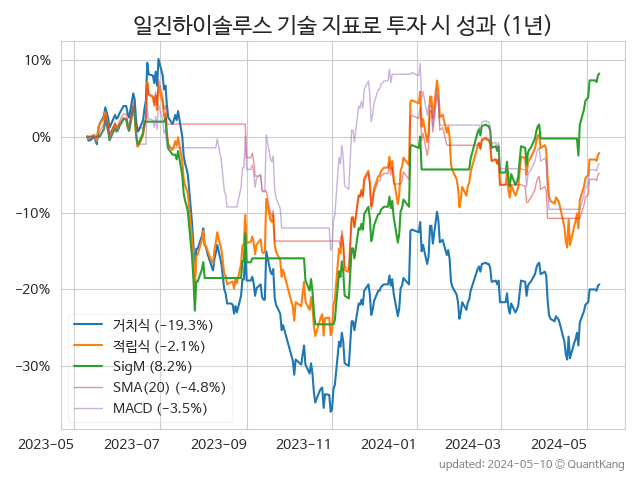 일진하이솔루스 기술 지표로 투자 시 성과 (1년)
10%
0%
−10%
−20%
−30%
거치식 (−19.3%)
적립식 (−2.1%)
SigM (8.2%)
SMA(20) (−4.8%)
MACD (−3.5%)
2023-05 2023-07 2023-09 2023-11 2024-01 2024-03 2024-05
updated: 2024-05-10 © QuantKang